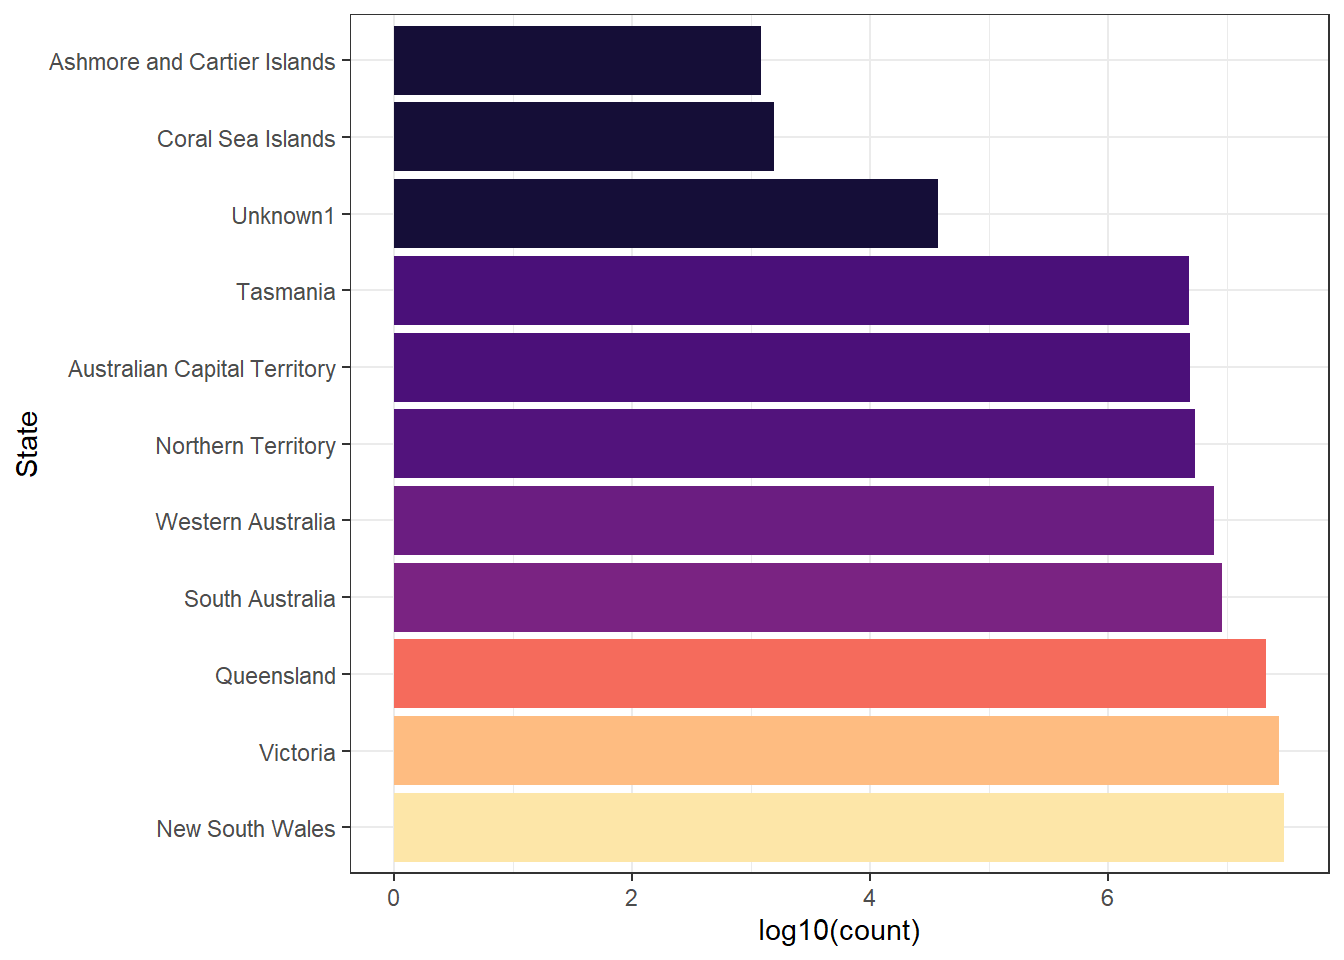 Ashmore and Cartier Islands
Coral Sea Islands
Unknown1
Tasmania
Australian Capital Territory
Northern Territory
Western Australia
South Australia
Queensland
Victoria
New South Wales
State
0 2 4 6
log10(count)